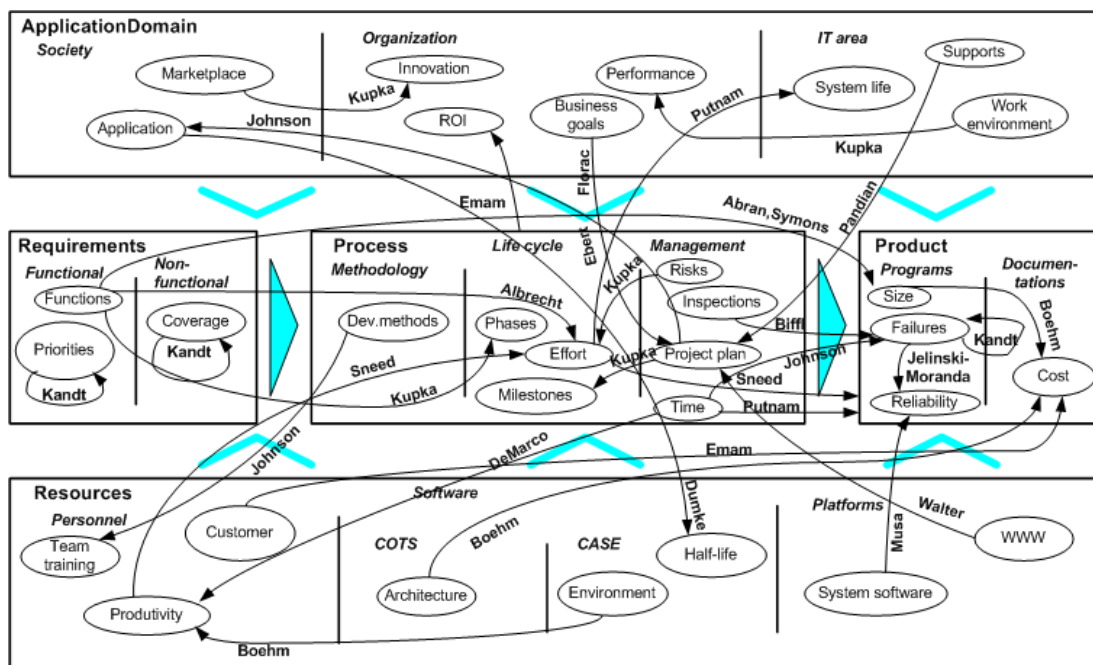 ApplicationDomain
Society
Organization
IT area
Supports
Marketplace
Innovation
Performance
System life
Kupka
Putnam
Business
goals
Application
Johnson
ROI
Work
environment
Kupka
Florac
Emam
Pandian
Abran,Symons
Requirements
Process
Life cycle
Management
Product
Functional
Non-
functional
Methodology
Ebert
Kupka
Risks
Programs
Documen-
tations
Functions
Albrecht
Inspections
Size
Coverage
Dev.methods
Phases
Biffl
Failures
Boehm
Priorities
Kandt
Effort
Kupka
Project plan
Johnson
Kandt
Sneed
Jelinski-
Moranda
Cost
Kandt
Kupka
Milestones
Sneed
Time
Putnam
Reliability
Johnson
DeMarco
Emam
Resources
Personnel
Software
Platforms
Customer
Boehm
Dumke
Musa
Walter
Team
training
COTS
CASE
Half-life
WWW
Architecture
Environment
System software
Produtivity
Boehm